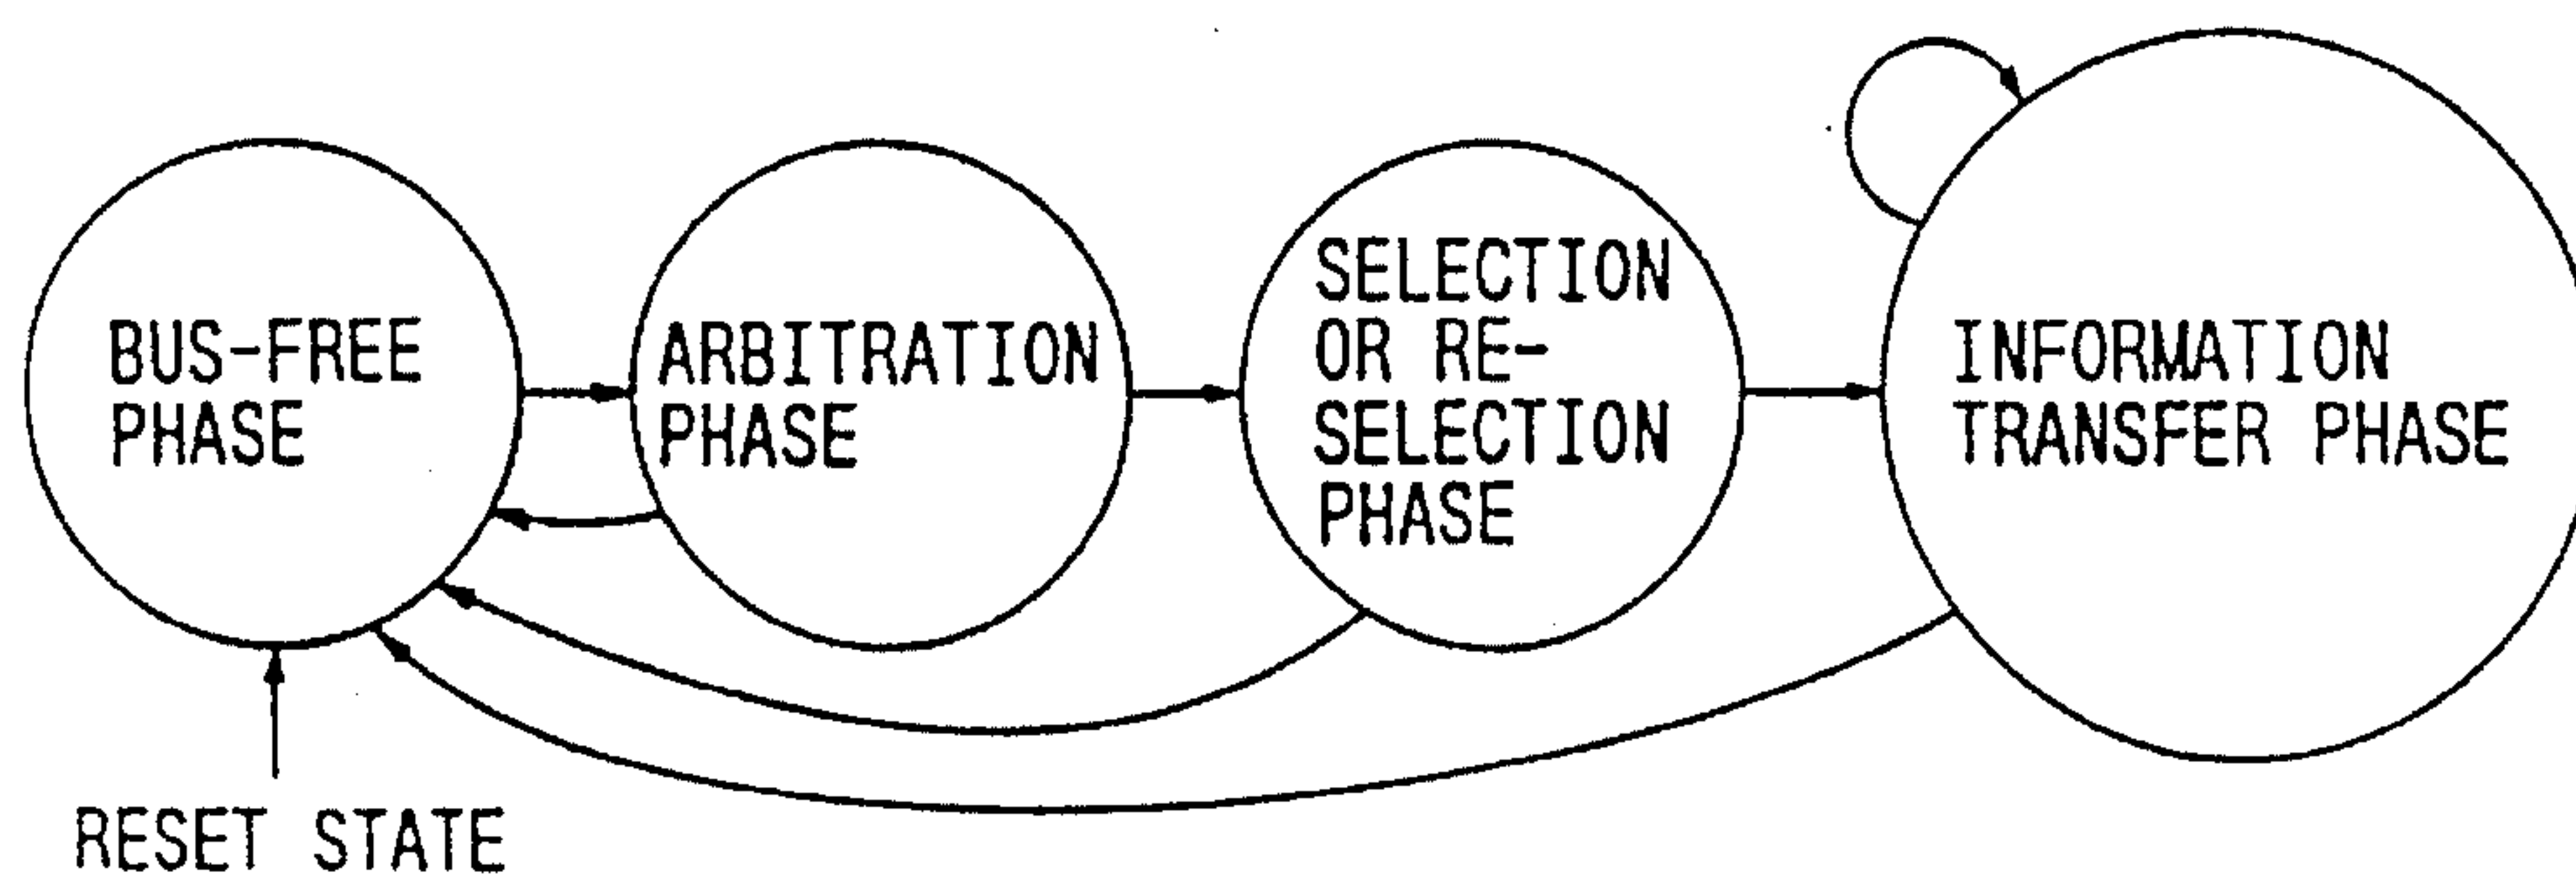 BUS-FREE
PHASE
ARBITRATION
PHASE
SELECTION
OR RE-
SELECTION
PHASE
INFORMATION
TRANSFER PHASE
RESET STATE